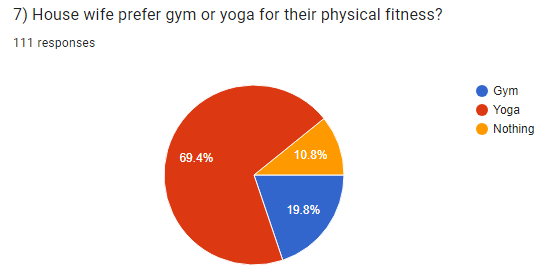 7) House wife prefer gym or yoga for their physical fitness?
111 responses
Gym
Yoga
Nothing
69.4%
10.8%
19.8%